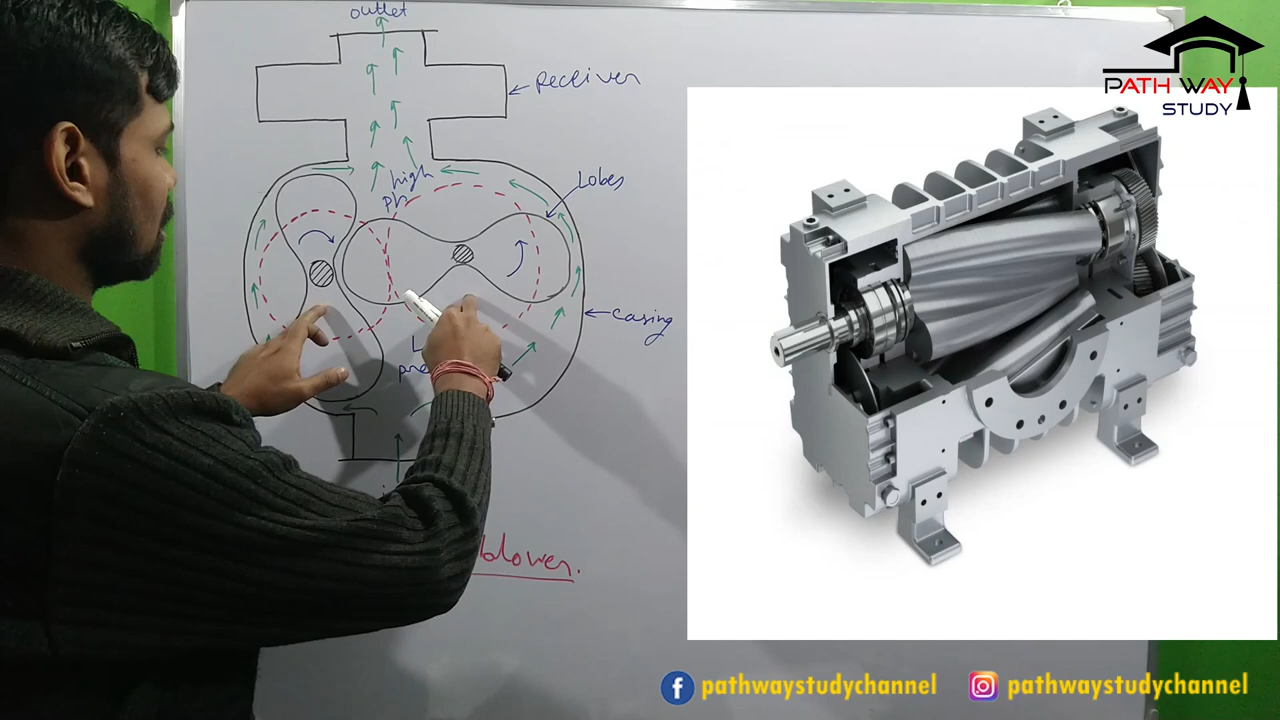 outlet
receiver
high
pr
Lobes
casing
blower.
PATH WAY
STUDY
pathwaystudychannel
pathwaystudychannel